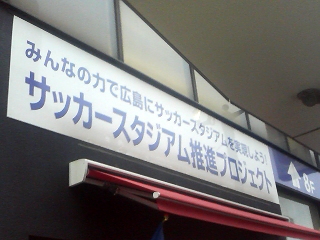 みんなの力で広島にサッカースタジアムを実現しよう!
サッカースタジアム推進プロジェクト
8F